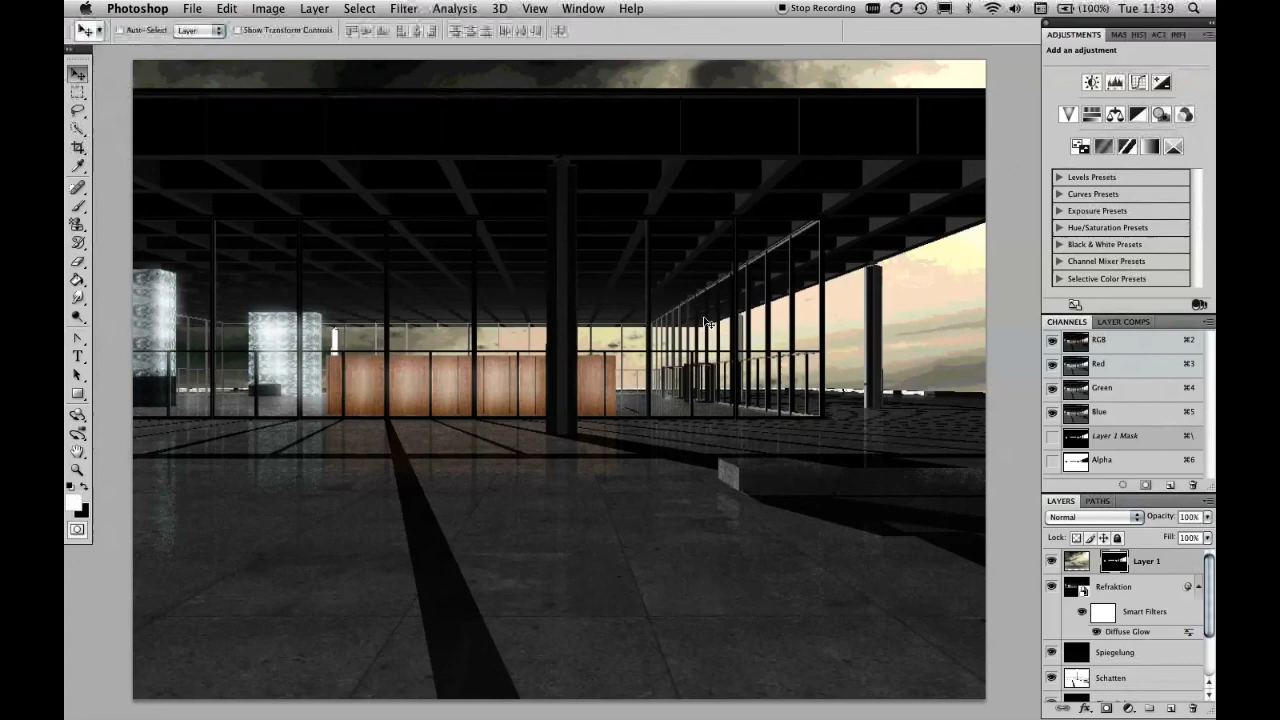 Photoshop File Edit Image Layer Select Filter Analysis 3D View Window Help Stop Recording (100%) Tue 11:39
Auto-Select Layer Show Transform Controls
ADJUSTMENTS MAS HIST ACT INF
Add an adjustment
Levels Presets
Curves Presets
Exposure Presets
Hue/Saturation Presets
Black & White Presets
Channel Mixer Presets
Selective Color Presets
CHANNELS LAYER COMPS
RGB ⌘2
Red ⌘3
Green ⌘4
Blue ⌘5
Layer 1 Mask ⌘\
Alpha ⌘6
LAYERS PATHS
Normal Opacity: 100%
Lock: Fill: 100%
Layer 1
Refraktion
Smart Filters
Diffuse Glow
Spiegelung
Schatten